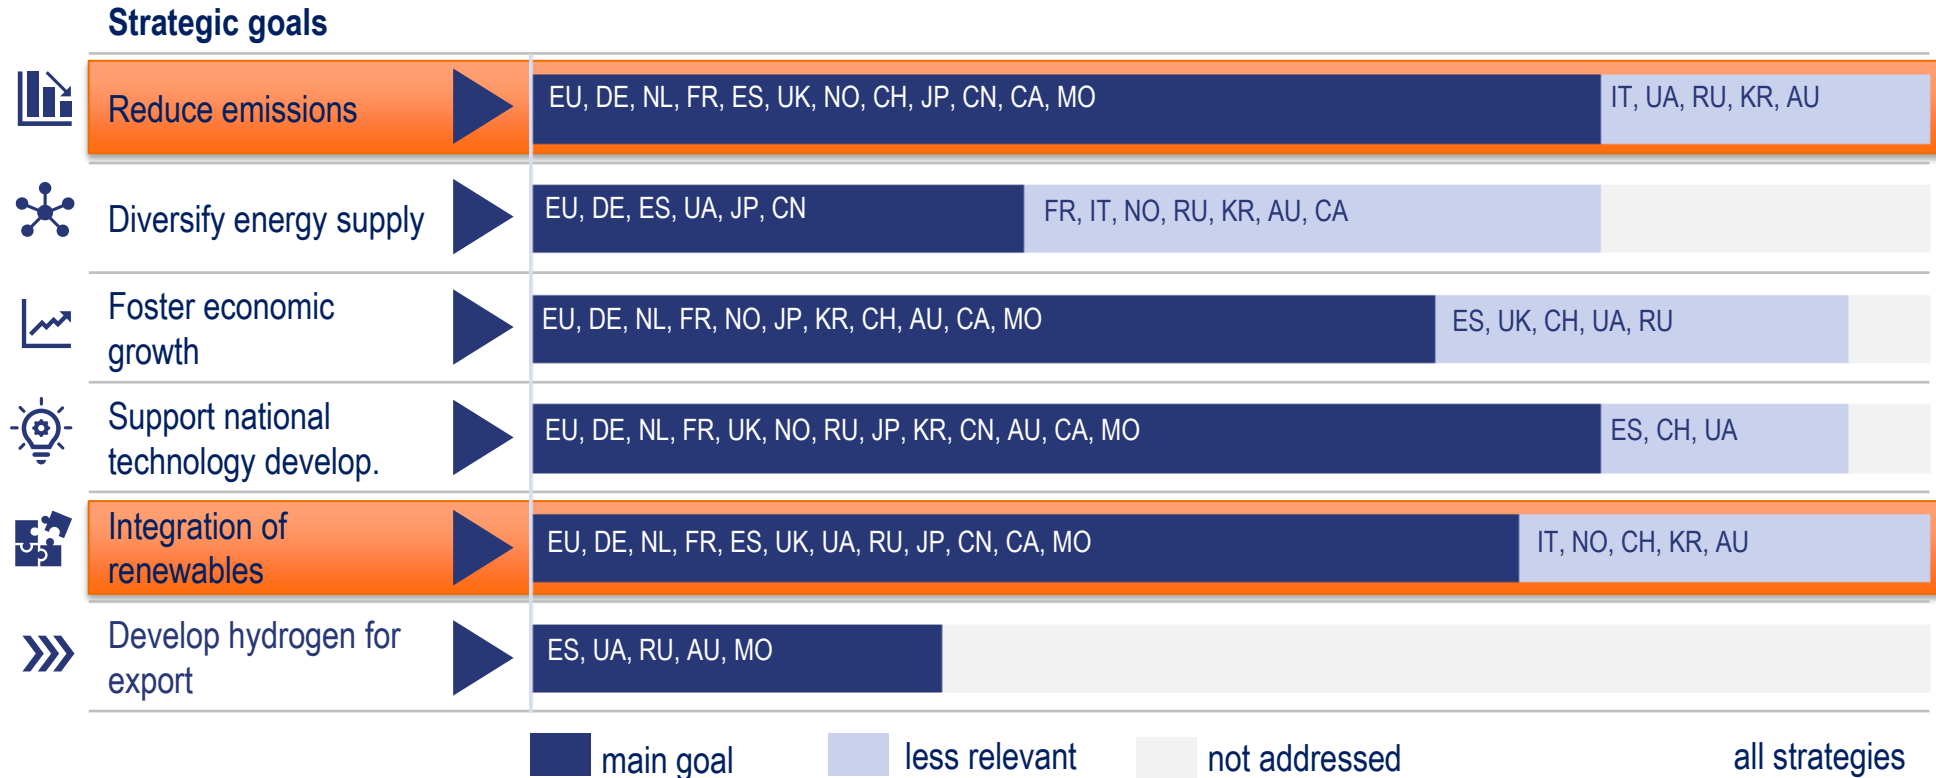 Strategic goals
Reduce emissions
EU, DE, NL, FR, ES, UK, NO, CH, JP, CN, CA, MO
IT, UA, RU, KR, AU
Diversify energy supply
EU, DE, ES, UA, JP, CN
FR, IT, NO, RU, KR, AU, CA
Foster economic
growth
EU, DE, NL, FR, NO, JP, KR, CH, AU, CA, MO
ES, UK, CH, UA, RU
Support national
technology develop.
EU, DE, NL, FR, UK, NO, RU, JP, KR, CN, AU, CA, MO
ES, CH, UA
Integration of
renewables
EU, DE, NL, FR, ES, UK, UA, RU, JP, CN, CA, MO
IT, NO, CH, KR, AU
Develop hydrogen for
export
ES, UA, RU, AU, MO
main goal
less relevant
not addressed
all strategies